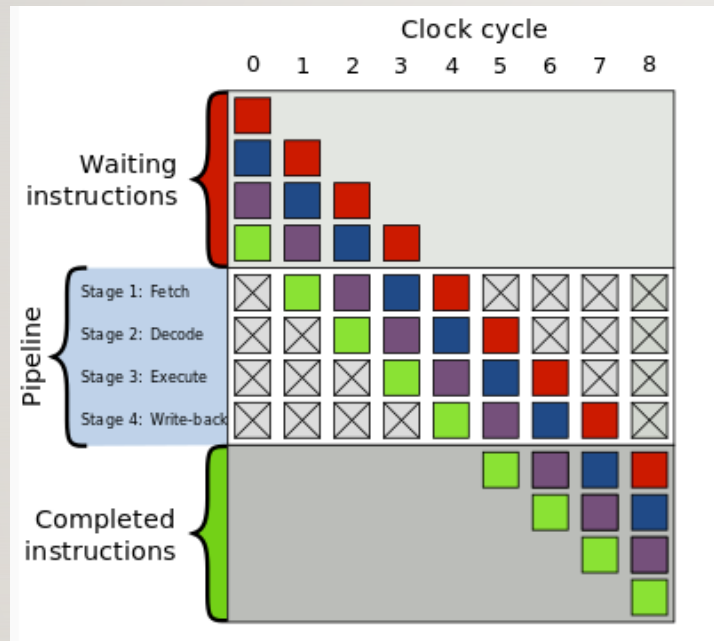 Clock cycle
0 1 2 3 4 5 6 7 8
Waiting
instructions
Pipeline
Stage 1: Fetch
Stage 2: Decode
Stage 3: Execute
Stage 4: Write-back
Completed
instructions